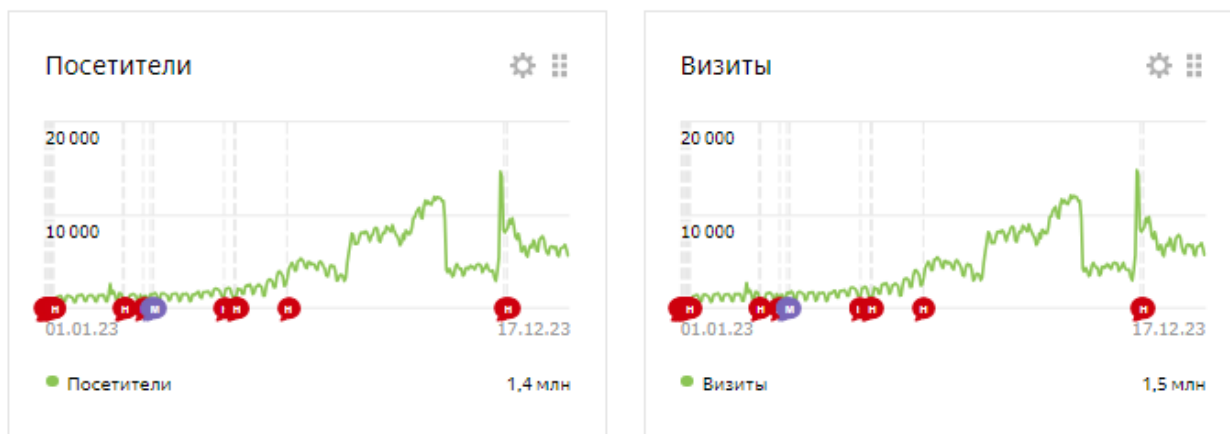 Посетители
20 000
10 000
Н Н М I Н Н Н
01.01.23 17.12.23
Посетители 1,4 млн
Визиты
20 000
10 000
Н Н М I Н Н Н
01.01.23 17.12.23
Визиты 1,5 млн